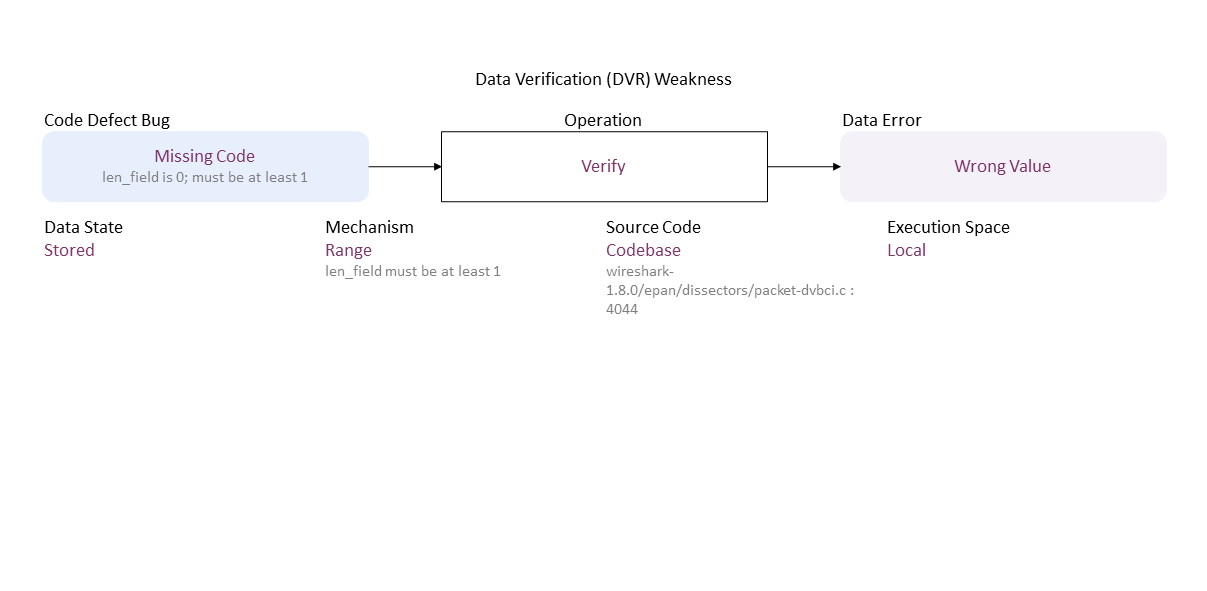 Data Verification (DVR) Weakness
Code Defect Bug
Operation
Data Error
Missing Code
len_field is 0; must be at least 1
Verify
Wrong Value
Data State
Stored
Mechanism
Range
len_field must be at least 1
Source Code
Codebase
wireshark-
1.8.0/epan/dissectors/packet-dvbci.c :
4044
Execution Space
Local